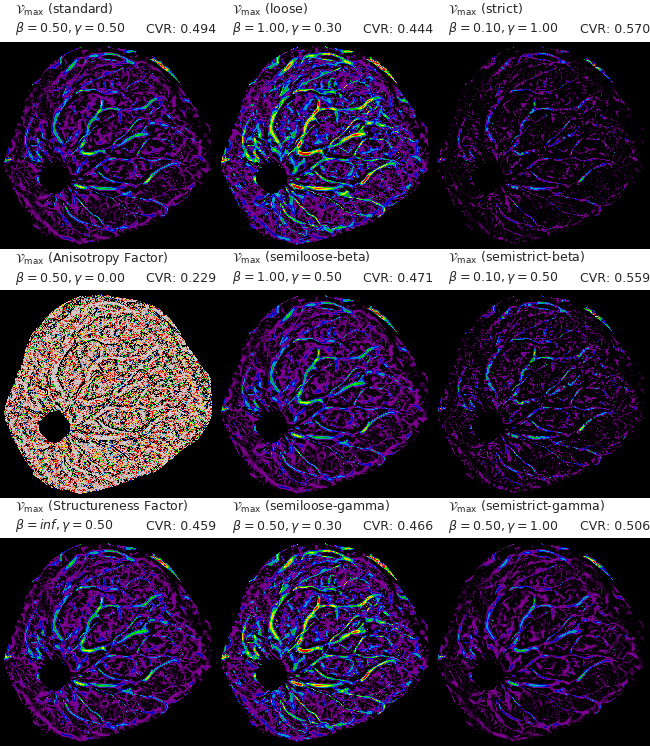 𝒱max (standard) 𝒱max (loose) 𝒱max (strict)
β = 0.50, γ = 0.50 CVR: 0.494 β = 1.00, γ = 0.30 CVR: 0.444 β = 0.10, γ = 1.00 CVR: 0.570
𝒱max (Anisotropy Factor) 𝒱max (semiloose-beta) 𝒱max (semistrict-beta)
β = 0.50, γ = 0.00 CVR: 0.229 β = 1.00, γ = 0.50 CVR: 0.471 β = 0.10, γ = 0.50 CVR: 0.559
𝒱max (Structureness Factor) 𝒱max (semiloose-gamma) 𝒱max (semistrict-gamma)
β = inf, γ = 0.50 CVR: 0.459 β = 0.50, γ = 0.30 CVR: 0.466 β = 0.50, γ = 1.00 CVR: 0.506